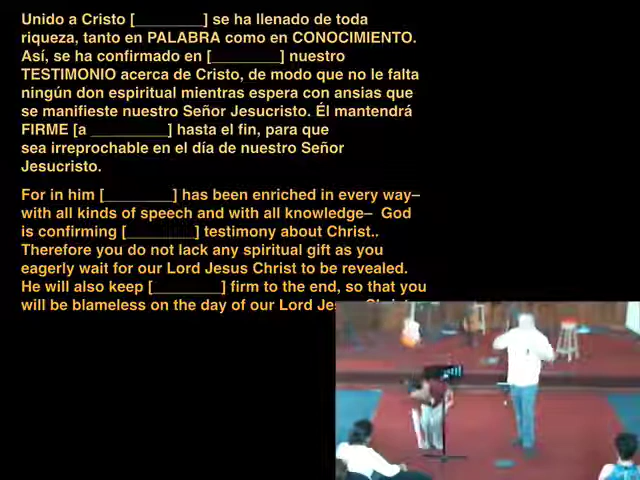 Unido a Cristo [________] se ha llenado de toda
riqueza, tanto en PALABRA como en CONOCIMIENTO.
Así, se ha confirmado en [________] nuestro
TESTIMONIO acerca de Cristo, de modo que no le falta
ningún don espiritual mientras espera con ansias que
se manifieste nuestro Señor Jesucristo. Él mantendrá
FIRME [a _________] hasta el fin, para que
sea irreprochable en el día de nuestro Señor
Jesucristo.
For in him [________] has been enriched in every way–
with all kinds of speech and with all knowledge– God
is confirming [________] testimony about Christ..
Therefore you do not lack any spiritual gift as you
eagerly wait for our Lord Jesus Christ to be revealed.
He will also keep [________] firm to the end, so that you
will be blameless on the day of our Lord